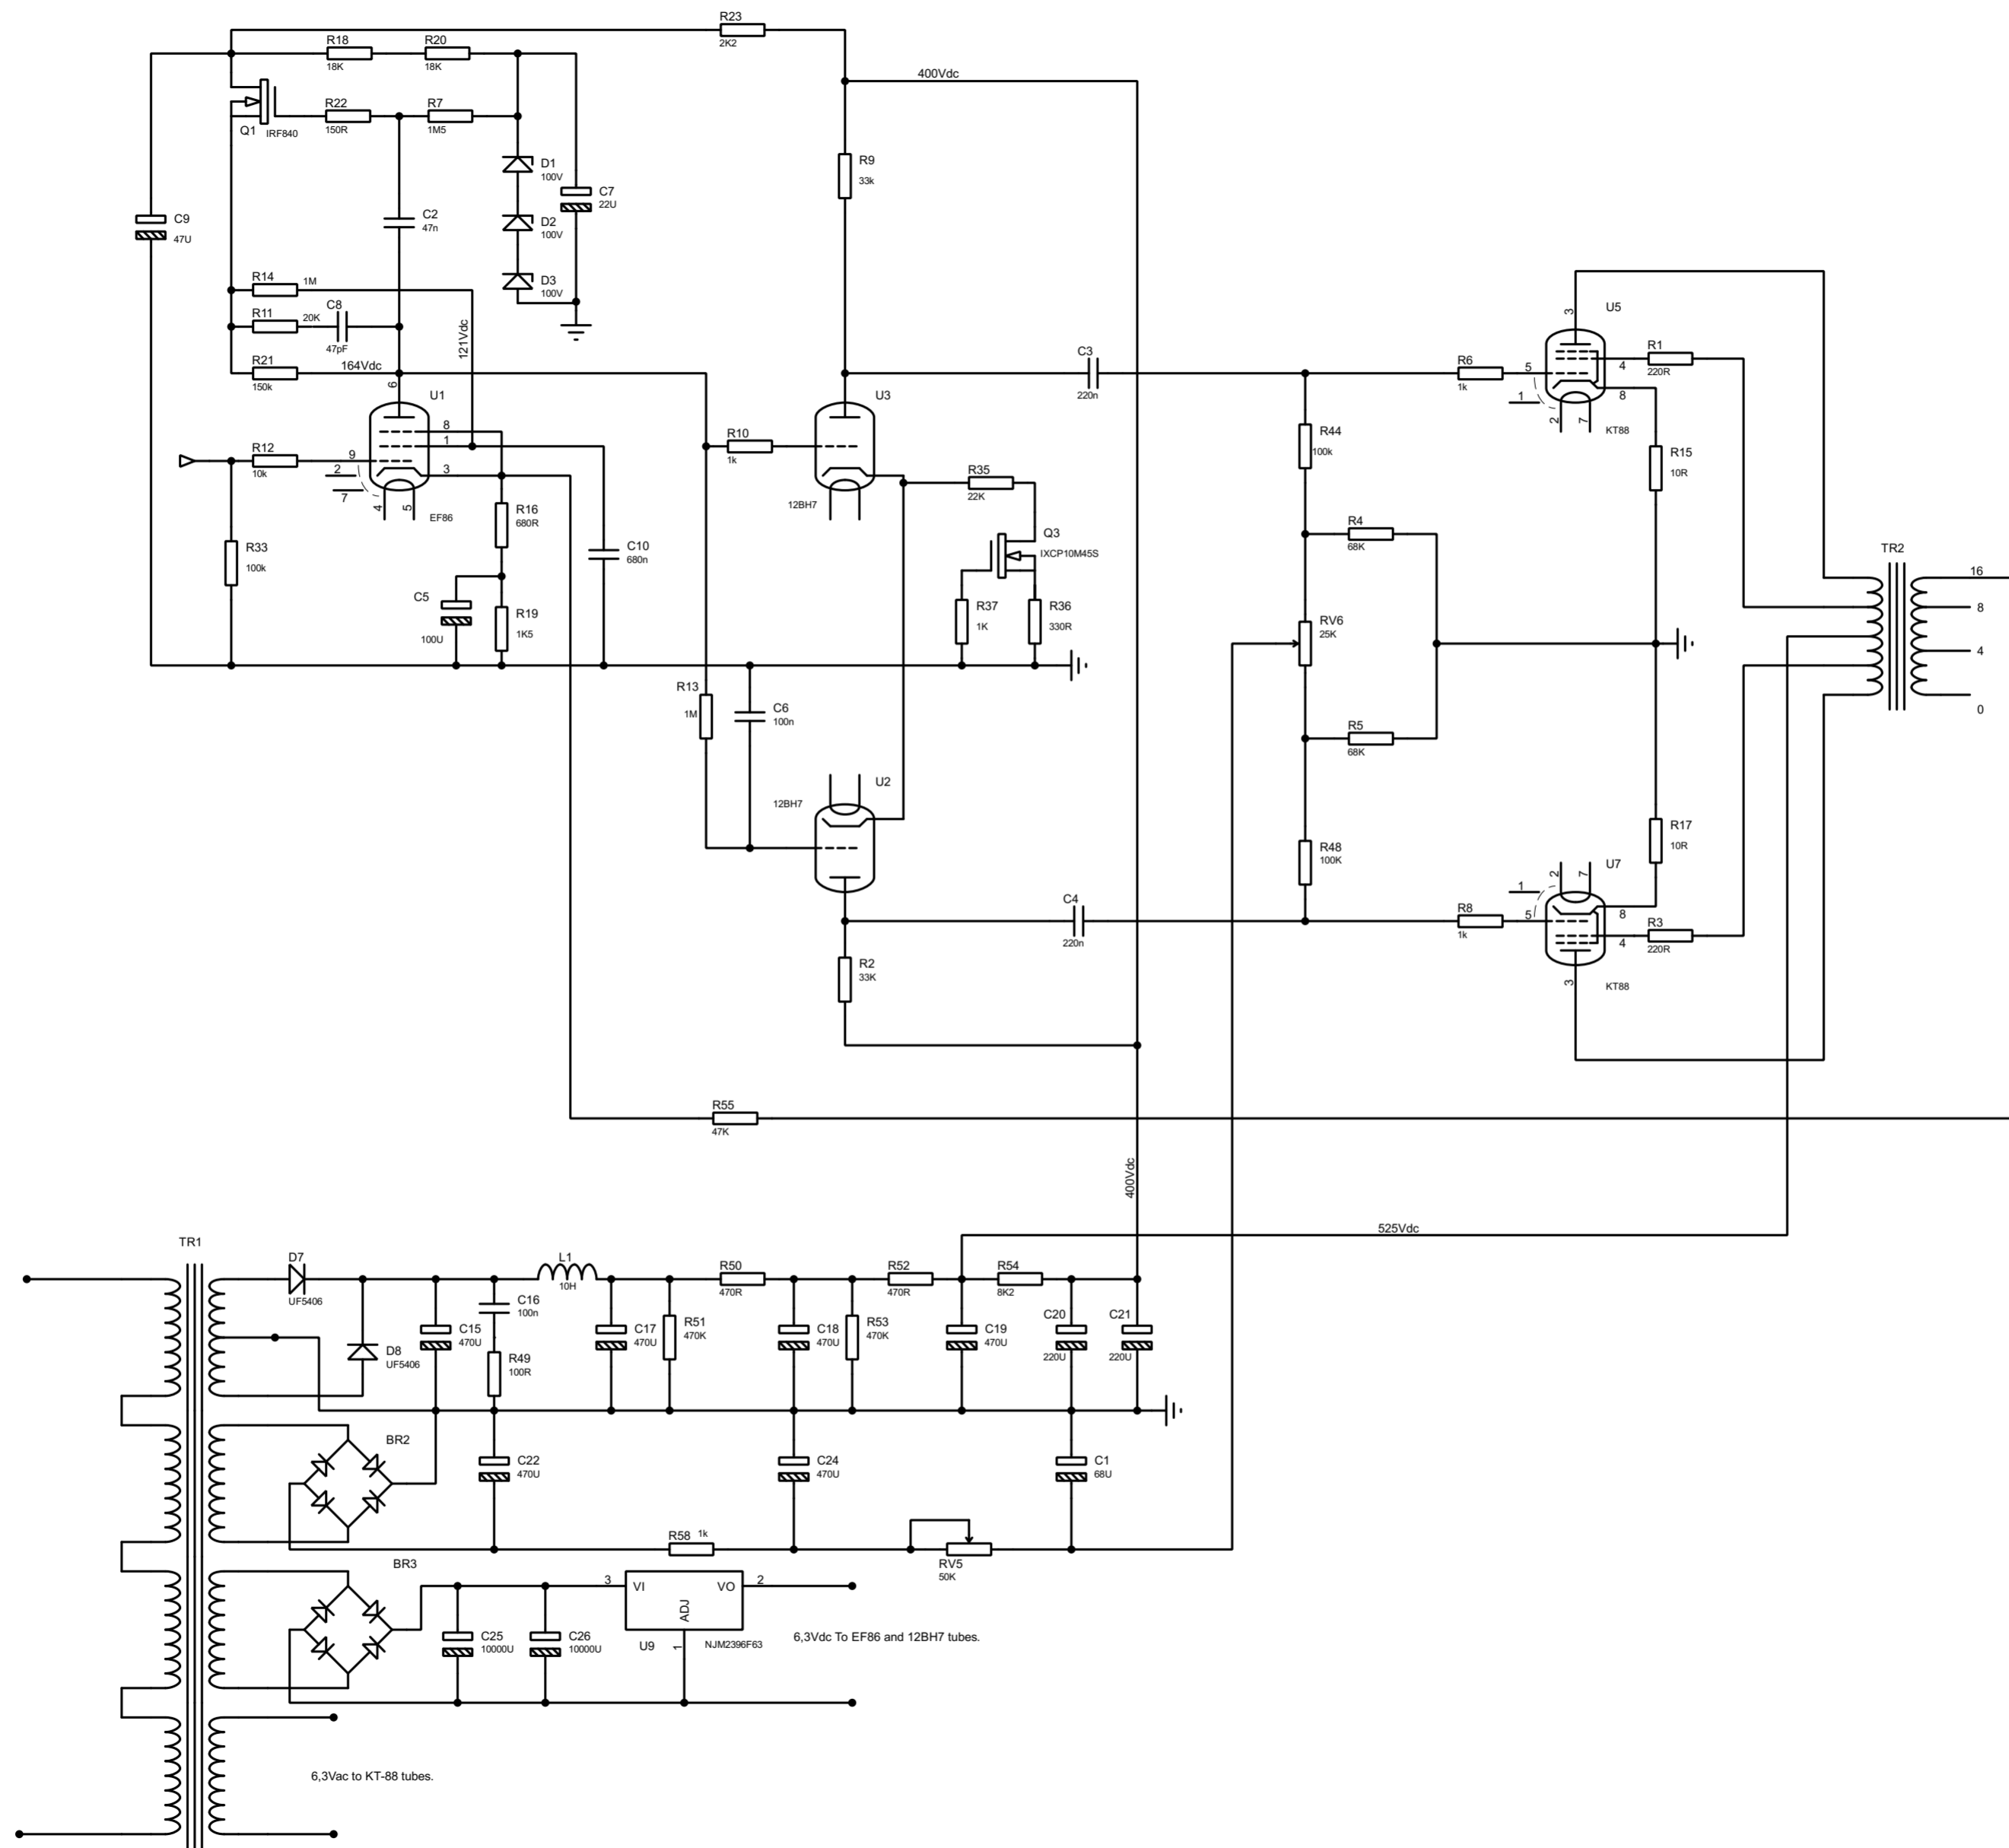 R23
2K2
R18
18K
R20
18K
400Vdc
R22
150R
R7
1M5
Q1
IRF840
D1
100V
R9
33k
C7
22U
C9
47U
C2
47n
D2
100V
D3
100V
R14
1M
R11
20K
C8
47pF
121Vdc
R21
150k
164Vdc
6
U1
8
1
9
3
2
7
4
5
EF86
R12
10k
R33
100k
R16
680R
C10
680n
C5
100U
R19
1K5
U3
R10
1k
12BH7
R35
22K
Q3
IXCP10M45S
R37
1K
R36
330R
C3
220n
R6
1k
U5
3
5
4
8
1
2
7
KT88
R1
220R
R44
100k
R15
10R
R4
68K
RV6
25K
TR2
16
8
4
0
R13
1M
C6
100n
R5
68K
U2
12BH7
R48
100K
R17
10R
U7
2
7
1
5
8
4
3
KT88
C4
220n
R8
1k
R3
220R
R2
33K
R55
47K
400Vdc
525Vdc
TR1
D7
UF5406
L1
10H
R50
470R
R52
470R
R54
8K2
C16
100n
C15
470U
D8
UF5406
R49
100R
C17
470U
R51
470K
C18
470U
R53
470K
C19
470U
C20
220U
C21
220U
BR2
C22
470U
C24
470U
C1
68U
R58
1k
RV5
50K
BR3
3
VI
VO
2
ADJ
1
U9
NJM2396F63
C25
10000U
C26
10000U
6,3Vdc To EF86 and 12BH7 tubes.
6,3Vac to KT-88 tubes.